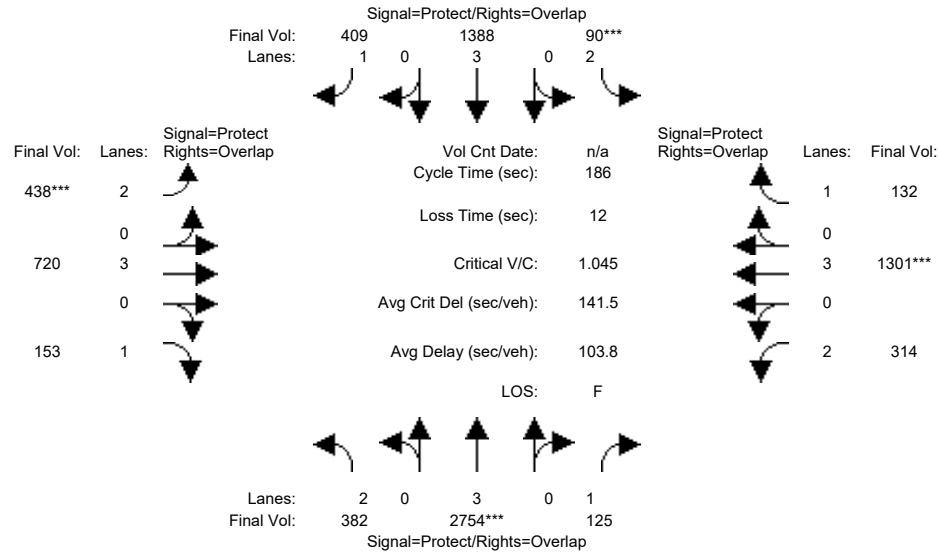 Signal=Protect/Rights=Overlap
Final Vol: 409 1388 90***
Lanes: 1 0 3 0 2
Signal=Protect Signal=Protect
Final Vol: Lanes: Rights=Overlap Vol Cnt Date: n/a Rights=Overlap Lanes: Final Vol:
Cycle Time (sec): 186
438*** 2 1 132
Loss Time (sec): 12
0 0
720 3 Critical V/C: 1.045 3 1301***
0 Avg Crit Del (sec/veh): 141.5 0
153 1 Avg Delay (sec/veh): 103.8 2 314
LOS: F
Lanes: 2 0 3 0 1
Final Vol: 382 2754*** 125
Signal=Protect/Rights=Overlap